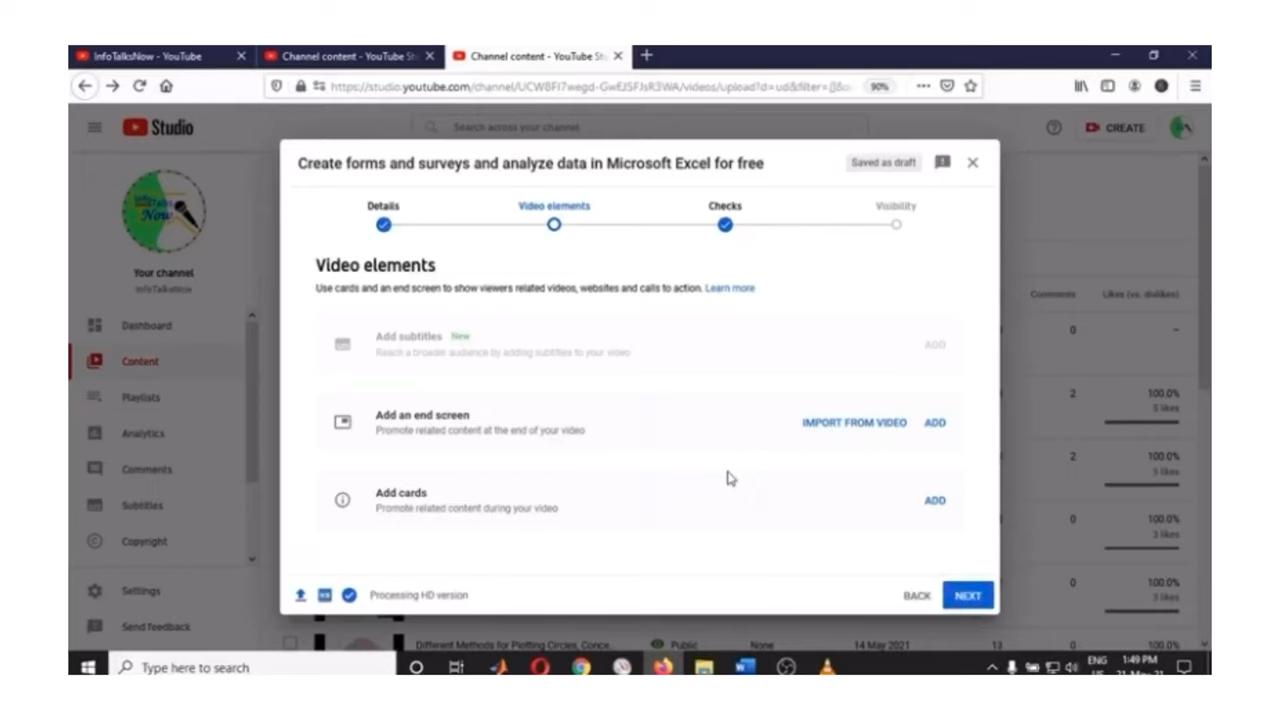 InfoTalksNow - YouTube
Channel content - YouTube St
Channel content - YouTube St
https://studio.youtube.com/channel/
90%
Studio
Search across your channel
CREATE
Create forms and surveys and analyze data in Microsoft Excel for free
Saved as draft
Details
Video elements
Checks
Visibility
Now
Video elements
Use cards and an end screen to show viewers related videos, websites and calls to action. Learn more
Your channel
InfoTalksNow
Comments
Likes (vs. dislikes)
Dashboard
Add subtitles New
Reach a broader audience by adding subtitles to your video
ADD
0
–
Content
Playlists
2
100.0%
5 likes
Add an end screen
Promote related content at the end of your video
IMPORT FROM VIDEO
ADD
Analytics
Comments
2
100.0%
5 likes
Add cards
Promote related content during your video
ADD
Subtitles
0
100.0%
3 likes
Copyright
Settings
Processing HD version
BACK
NEXT
0
100.0%
3 likes
Send feedback
Different Methods for Plotting Circles, Conce...
Public
None
14 May 2021
13
0
100.0%
Type here to search
ENG
1:49 PM
21-May-21